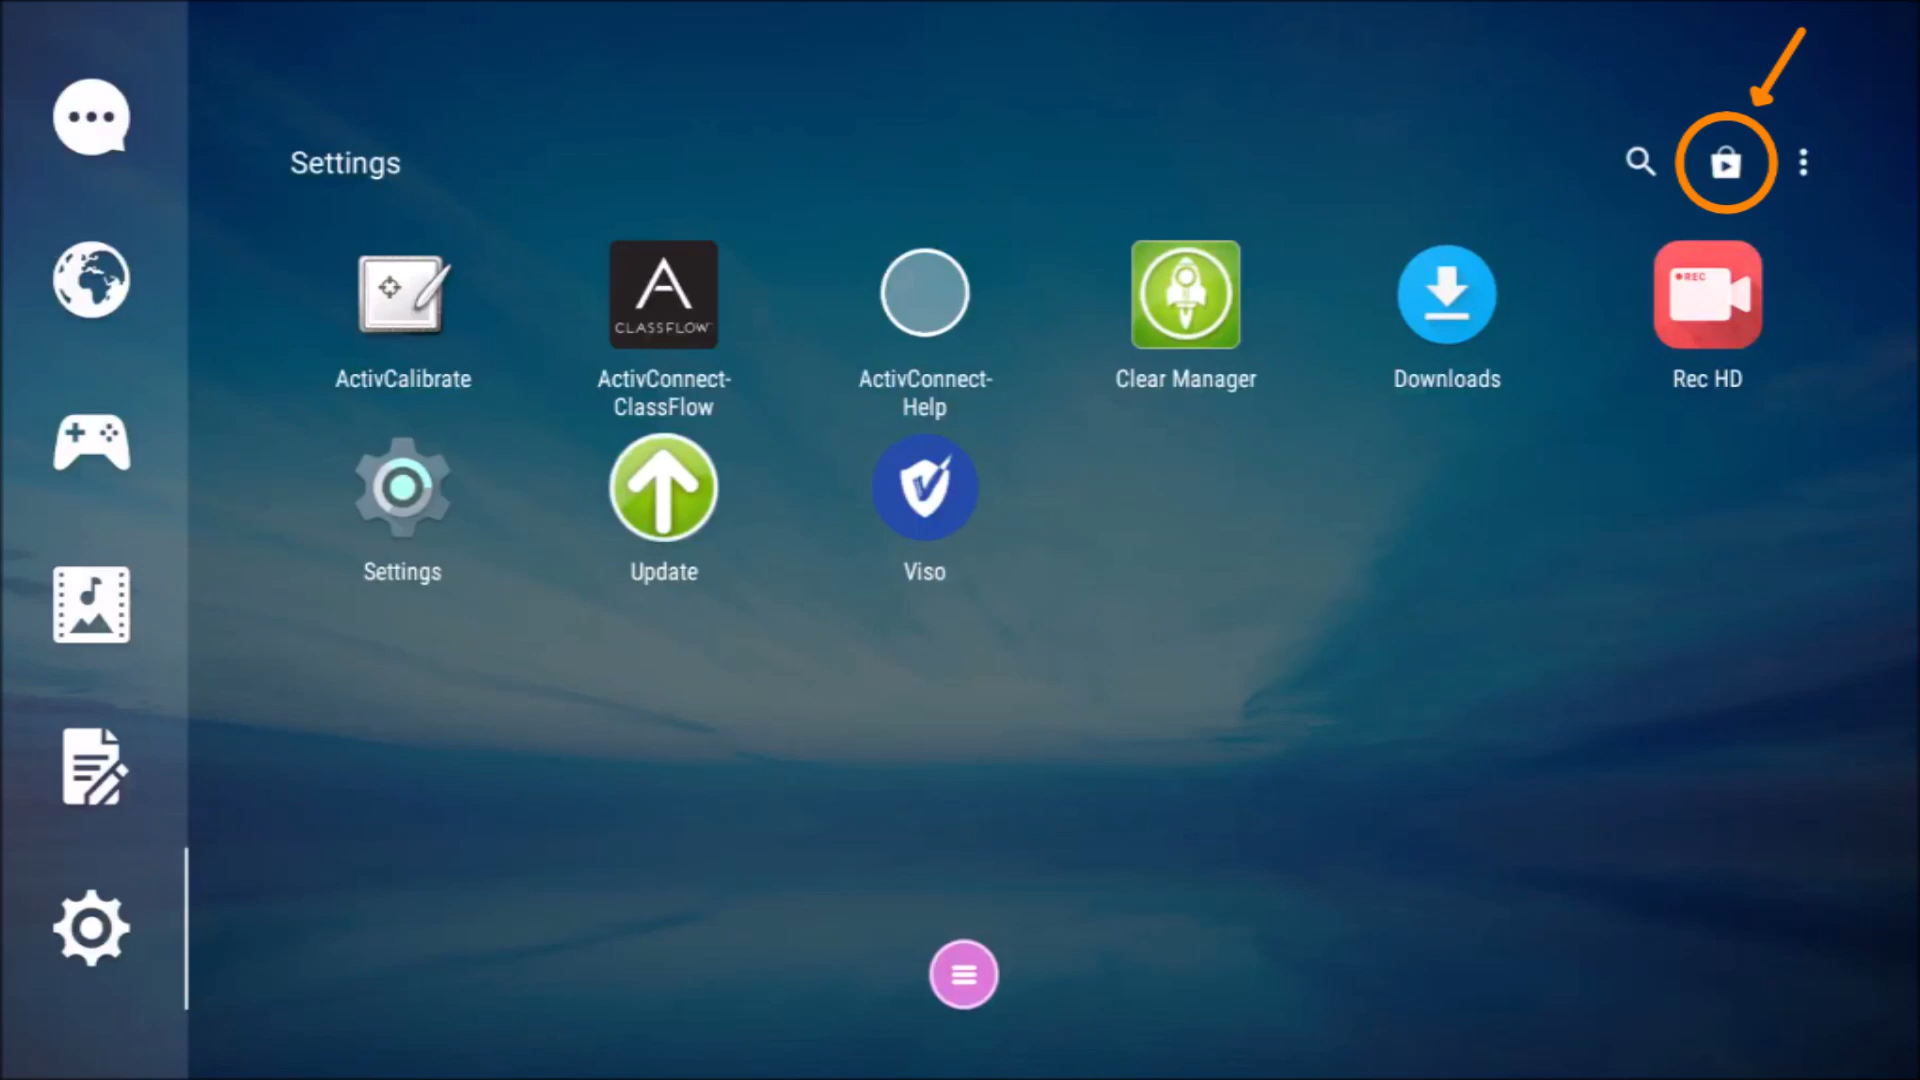 Settings
CLASSFLOW
REC
ActivCalibrate
ActivConnect-
ClassFlow
ActivConnect-
Help
Clear Manager
Downloads
Rec HD
Settings
Update
Viso